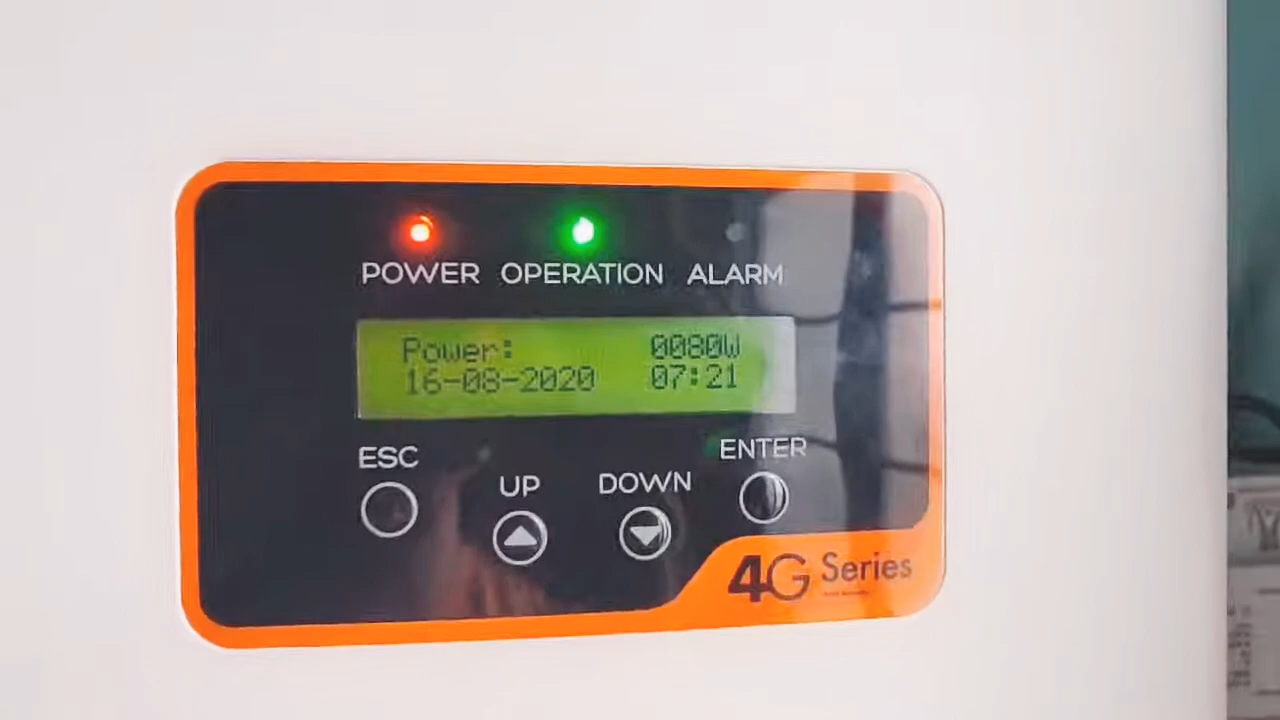 POWER OPERATION ALARM
Power: 0080W
16-08-2020 07:21
ESC
UP
DOWN
ENTER
4G Series